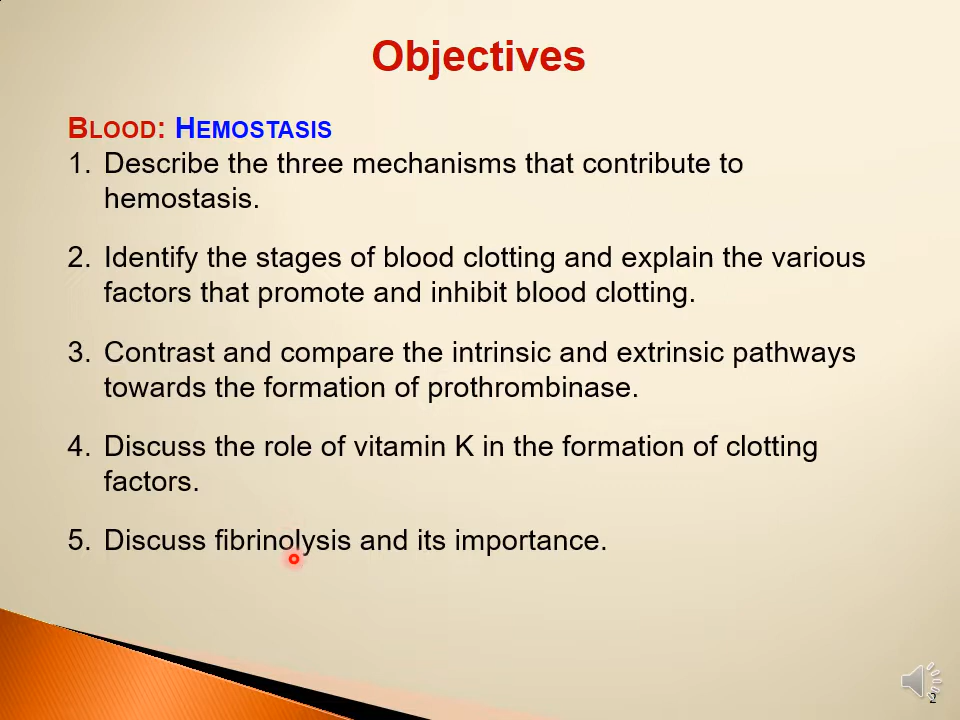 Objectives
BLOOD: HEMOSTASIS
1. Describe the three mechanisms that contribute to
hemostasis.
2. Identify the stages of blood clotting and explain the various
factors that promote and inhibit blood clotting.
3. Contrast and compare the intrinsic and extrinsic pathways
towards the formation of prothrombinase.
4. Discuss the role of vitamin K in the formation of clotting
factors.
5. Discuss fibrinolysis and its importance.
2